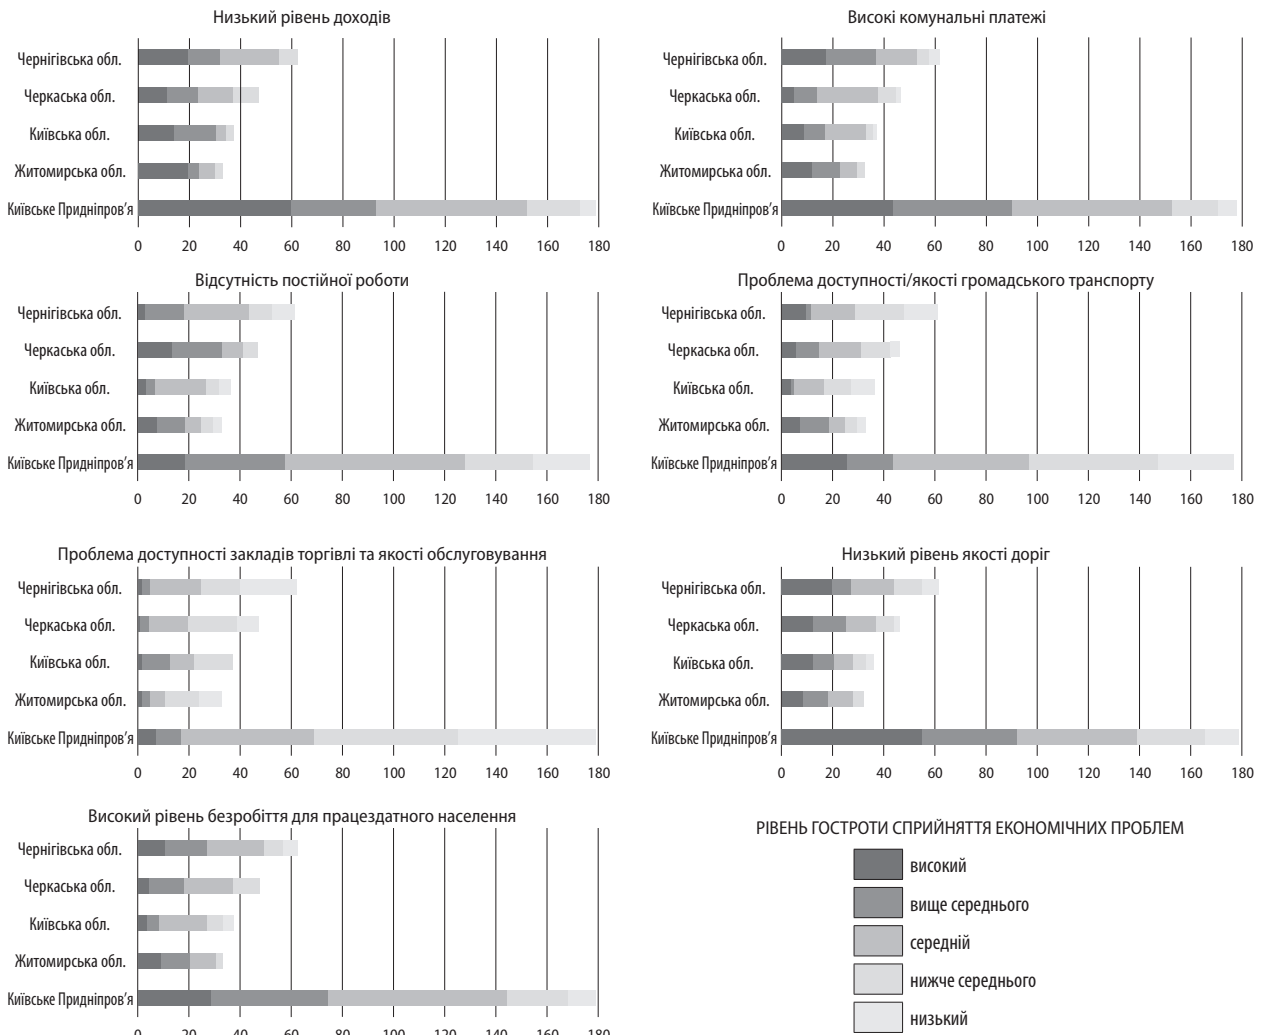 Низький рівень доходів
Чернігівська обл.
Черкаська обл.
Київська обл.
Житомирська обл.
Київське Придніпров'я
0 20 40 60 80 100 120 140 160 180
Високі комунальні платежі
Чернігівська обл.
Черкаська обл.
Київська обл.
Житомирська обл.
Київське Придніпров'я
0 20 40 60 80 100 120 140 160 180
Відсутність постійної роботи
Чернігівська обл.
Черкаська обл.
Київська обл.
Житомирська обл.
Київське Придніпров'я
0 20 40 60 80 100 120 140 160 180
Проблема доступності/якості громадського транспорту
Чернігівська обл.
Черкаська обл.
Київська обл.
Житомирська обл.
Київське Придніпров'я
0 20 40 60 80 100 120 140 160 180
Проблема доступності закладів торгівлі та якості обслуговування
Чернігівська обл.
Черкаська обл.
Київська обл.
Житомирська обл.
Київське Придніпров'я
0 20 40 60 80 100 120 140 160 180
Низький рівень якості доріг
Чернігівська обл.
Черкаська обл.
Київська обл.
Житомирська обл.
Київське Придніпров'я
0 20 40 60 80 100 120 140 160 180
Високий рівень безробіття для працездатного населення
Чернігівська обл.
Черкаська обл.
Київська обл.
Житомирська обл.
Київське Придніпров'я
0 20 40 60 80 100 120 140 160 180
РІВЕНЬ ГОСТРОТИ СПРИЙНЯТТЯ ЕКОНОМІЧНИХ ПРОБЛЕМ
високий
вище середнього
середній
нижче середнього
низький